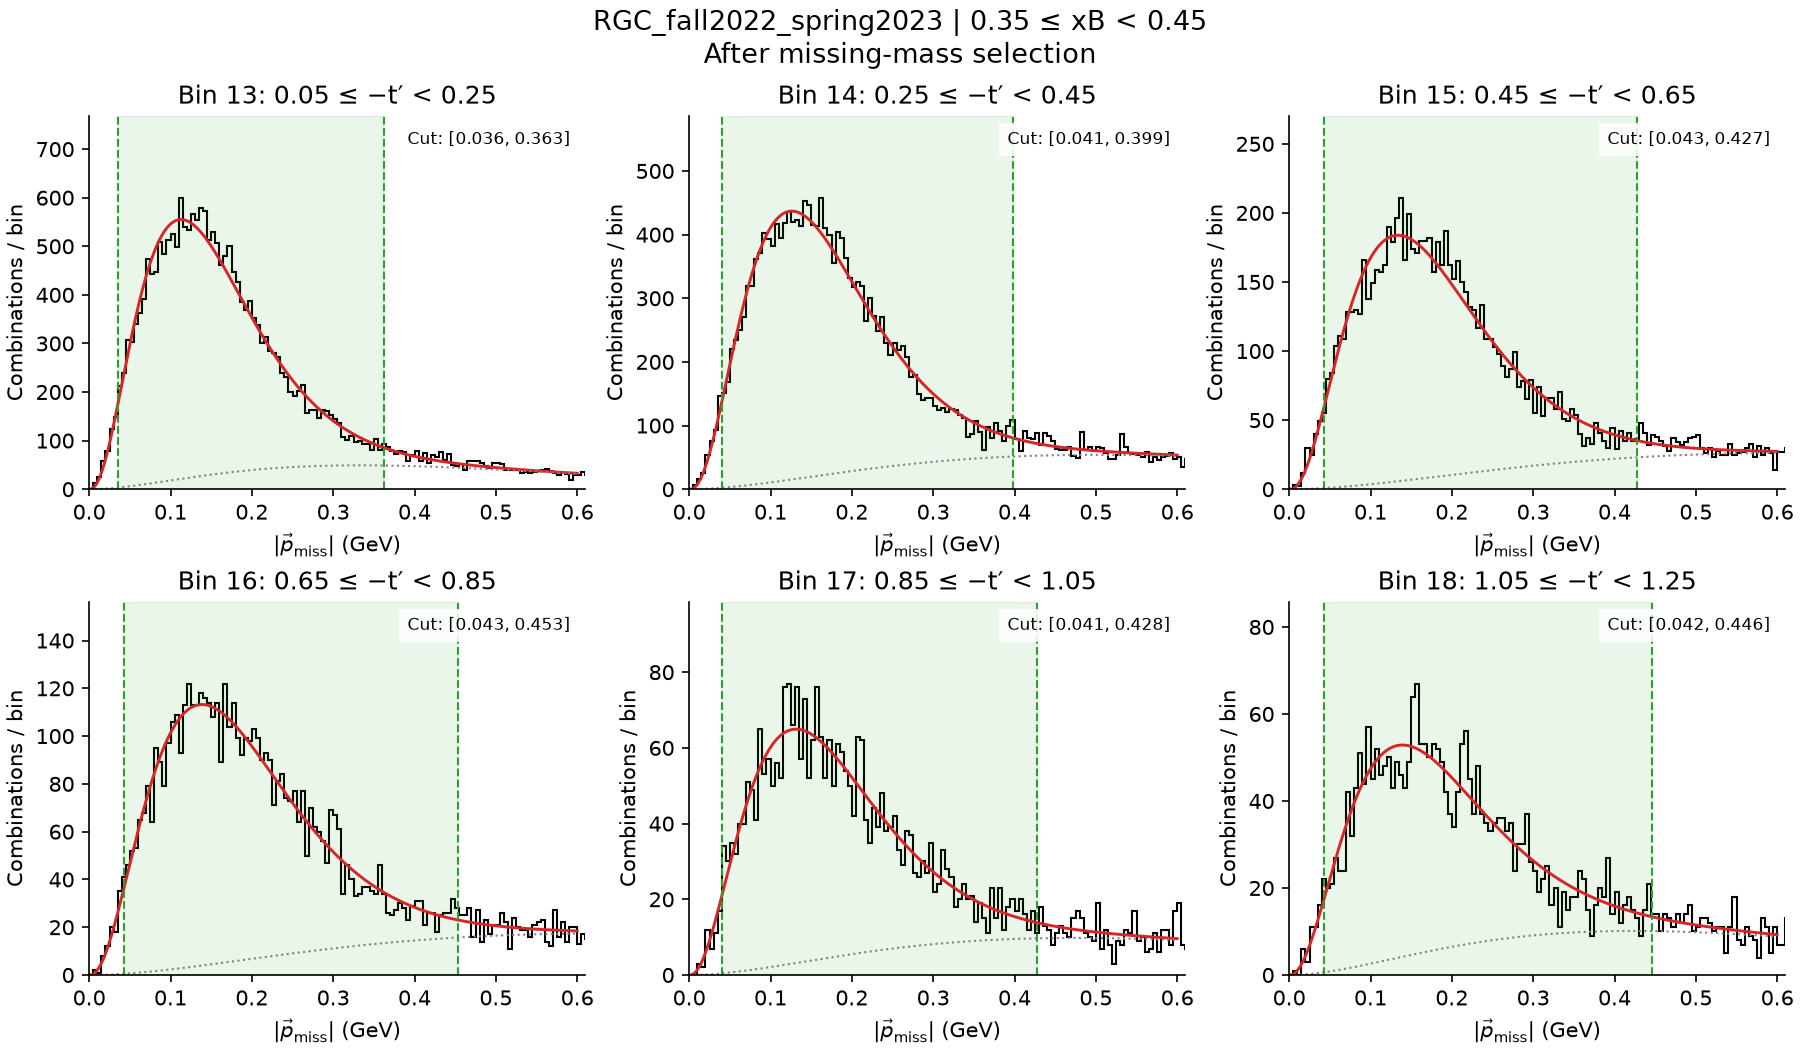 RGC_fall2022_spring2023 | 0.35 ≤ xB < 0.45
After missing-mass selection
Bin 13: 0.05 ≤ −t′ < 0.25
Cut: [0.036, 0.363]
Combinations / bin
700
600
500
400
300
200
100
0
0.0 0.1 0.2 0.3 0.4 0.5 0.6
|p⃗miss| (GeV)
Bin 14: 0.25 ≤ −t′ < 0.45
Cut: [0.041, 0.399]
Combinations / bin
500
400
300
200
100
0
0.0 0.1 0.2 0.3 0.4 0.5 0.6
|p⃗miss| (GeV)
Bin 15: 0.45 ≤ −t′ < 0.65
Cut: [0.043, 0.427]
Combinations / bin
250
200
150
100
50
0
0.0 0.1 0.2 0.3 0.4 0.5 0.6
|p⃗miss| (GeV)
Bin 16: 0.65 ≤ −t′ < 0.85
Cut: [0.043, 0.453]
Combinations / bin
140
120
100
80
60
40
20
0
0.0 0.1 0.2 0.3 0.4 0.5 0.6
|p⃗miss| (GeV)
Bin 17: 0.85 ≤ −t′ < 1.05
Cut: [0.041, 0.428]
Combinations / bin
80
60
40
20
0
0.0 0.1 0.2 0.3 0.4 0.5 0.6
|p⃗miss| (GeV)
Bin 18: 1.05 ≤ −t′ < 1.25
Cut: [0.042, 0.446]
Combinations / bin
80
60
40
20
0
0.0 0.1 0.2 0.3 0.4 0.5 0.6
|p⃗miss| (GeV)